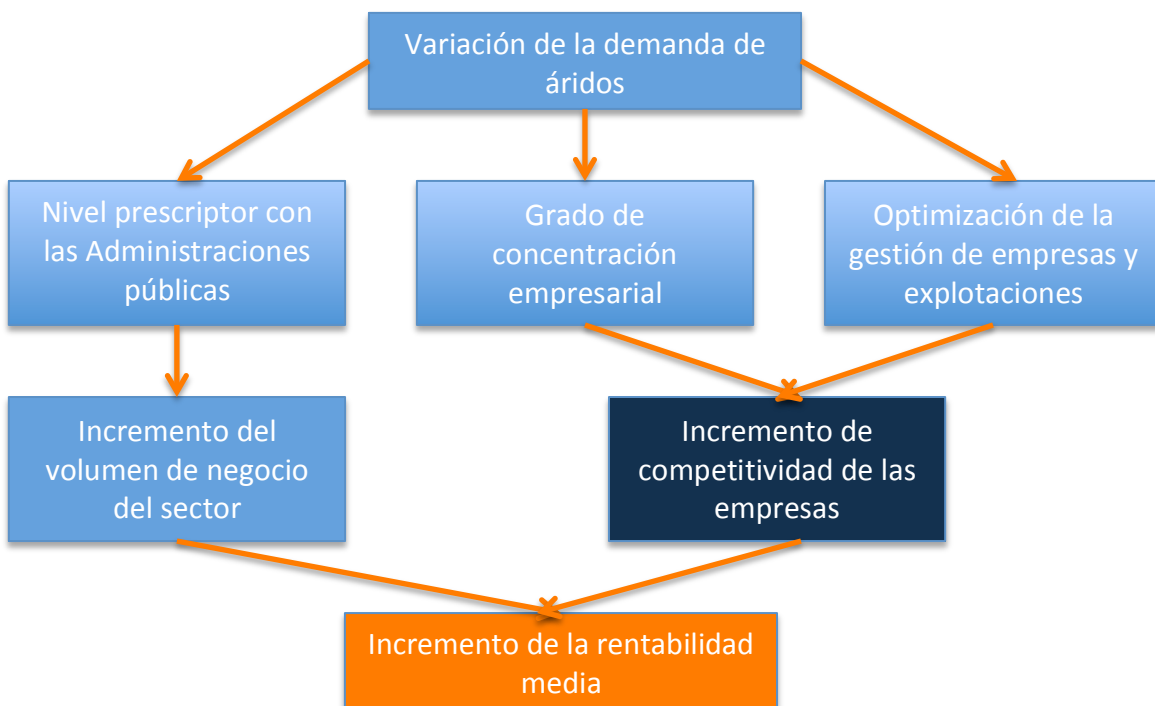 Variación de la demanda de
áridos
Nivel prescriptor con
las Administraciones
públicas
Grado de
concentración
empresarial
Optimización de la
gestión de empresas y
explotaciones
Incremento del
volumen de negocio
del sector
Incremento de
competitividad de las
empresas
Incremento de la rentabilidad
media